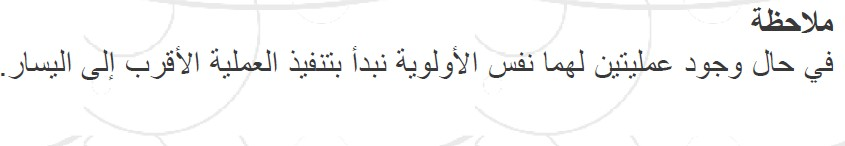 ملاحظة
في حال وجود عمليتين لهما نفس الأولوية نبدأ بتنفيذ العملية الأقرب إلى اليسار.